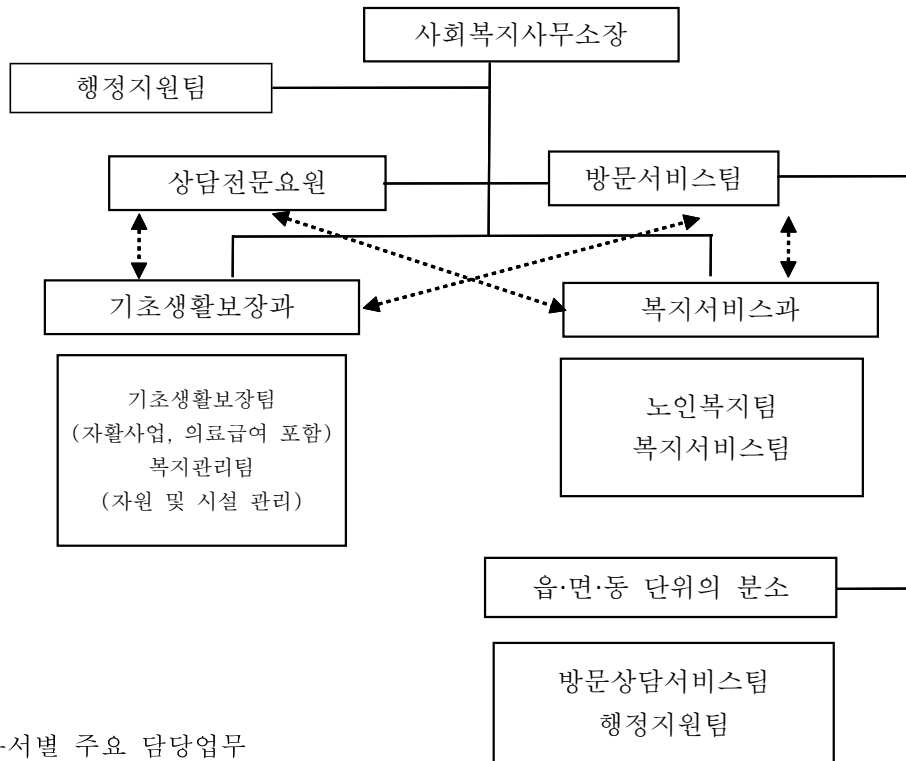 사회복지사무소장
행정지원팀
상담전문요원
방문서비스팀
기초생활보장과
복지서비스과
기초생활보장팀
(자활사업, 의료급여 포함)
복지관리팀
(자원 및 시설 관리)
노인복지팀
복지서비스팀
읍·면·동 단위의 분소
방문상담서비스팀
행정지원팀
주요 담당업무